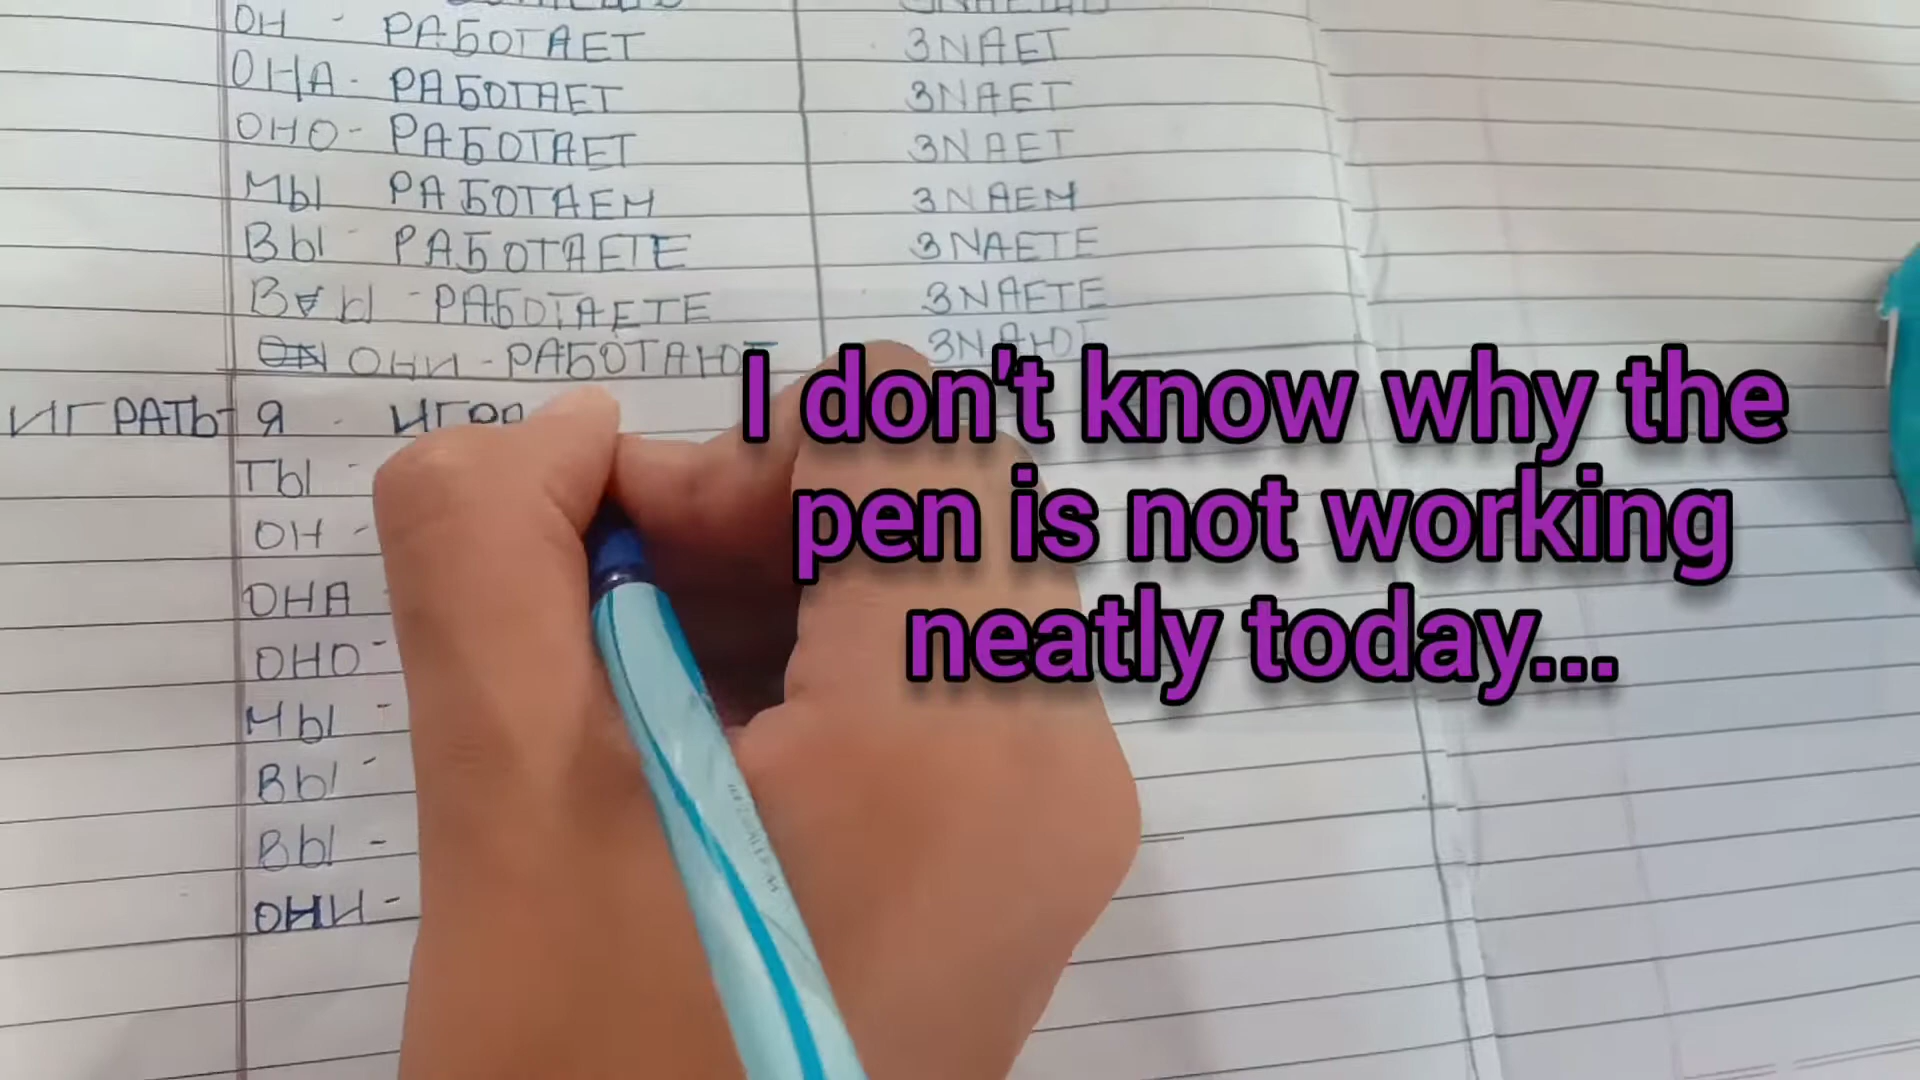 ОН - РАБОТАЕТ ЗNАЕТ
ОНА - РАБОТАЕТ ЗNАЕТ
ОНО - РАБОТАЕТ ЗNАЕТ
МЫ РАБОТАЕМ ЗNАЕМ
ВЫ - РАБОТАЕТЕ ЗNАЕТЕ
ВЫ - РАБОТАЕТЕ ЗNАЕТЕ
ОНИ - РАБОТАЮТ ЗNАЮТ
ИГРАТЬ - Я - ИГРА
ТЫ -
ОН -
ОНА -
ОНО -
МЫ -
ВЫ -
ВЫ -
ОНИ -
I don't know why the
pen is not working
neatly today...